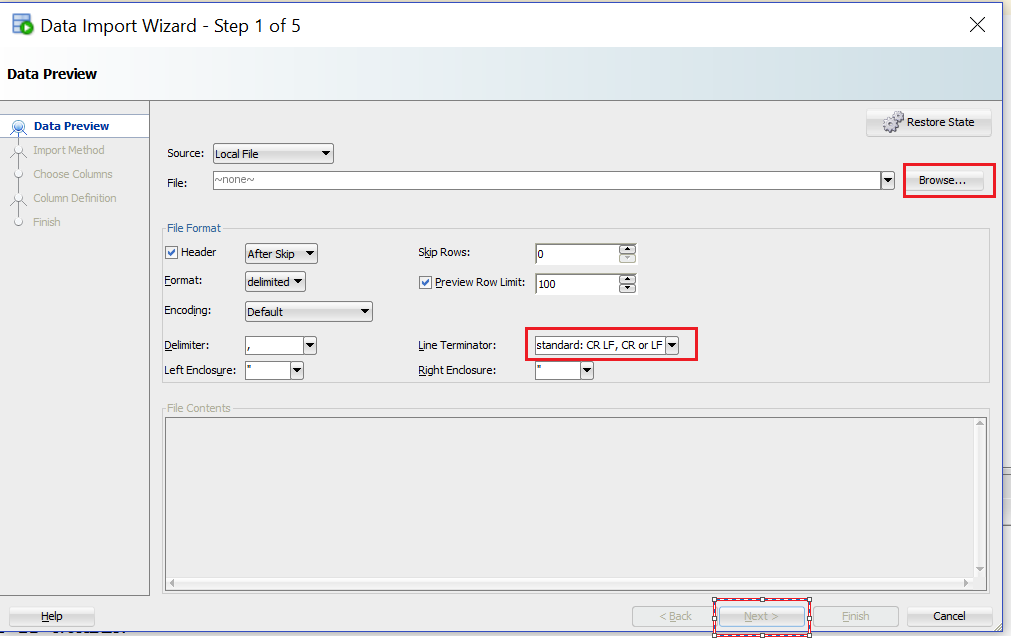 Data Import Wizard - Step 1 of 5
Data Preview
Data Preview
Import Method
Choose Columns
Column Definition
Finish
Restore State
Source: Local File
File: ~none~ Browse...
File Format
Header After Skip Skip Rows: 0
Format: delimited Preview Row Limit: 100
Encoding: Default
Delimiter: , Line Terminator: standard: CR LF, CR or LF
Left Enclosure: " Right Enclosure: "
File Contents
Help < Back Next > Finish Cancel